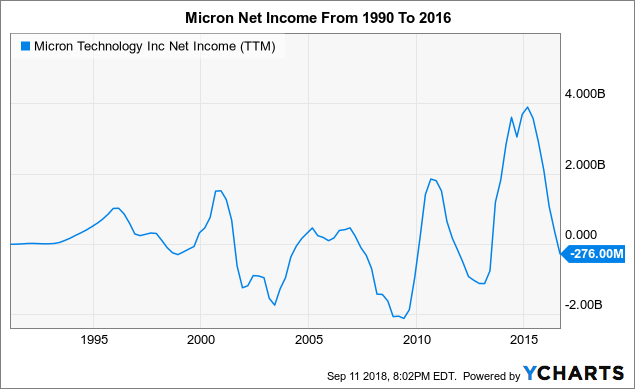 Micron Net Income From 1990 To 2016
Micron Technology Inc Net Income (TTM)
4.000B
2.000B
0.000
-276.00M
-2.00B
1995 2000 2005 2010 2015
Sep 11 2018, 8:02PM EDT. Powered by YCHARTS